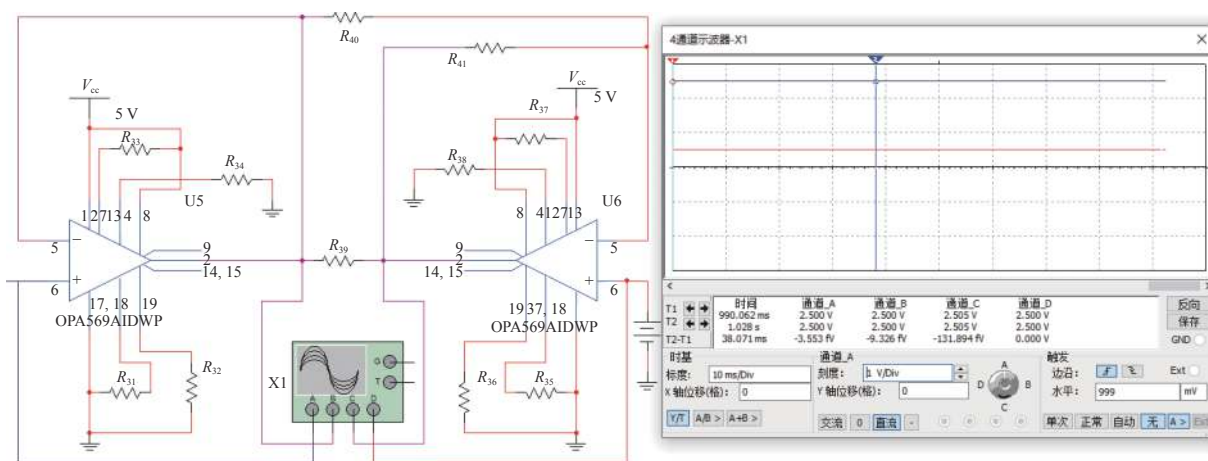 R40
R41
Vcc
5 V
R33
R34
U5
1 2 7 13 4 8
5
6
9
2
14, 15
17, 18
19
OPA569AIDWP
R31
R32
R39
Vcc
5 V
R37
R38
U6
8 4 12 7 13
9
2
14, 15
5
6
19 37, 18
OPA569AIDWP
R36
R35
X1
G
T
A B C D
4通道示波器-X1
时间 通道_A 通道_B 通道_C 通道_D
T1 990.062 ms 2.500 V 2.500 V 2.505 V 2.500 V
T2 1.028 s 2.500 V 2.500 V 2.505 V 2.500 V
T2-T1 38.071 ms -3.553 fV -9.326 fV -131.894 fV 0.000 V
反向
保存
GND
时基
标度: 10 ms/Div
X 轴位移(格): 0
Y/T A/B > A+B >
通道_A
刻度: 1 V/Div
Y 轴位移(格): 0
交流 0 直流 -
A
B
C
D
触发
边沿: Ext
水平: 999 mV
单次 正常 自动 无 A > Ext